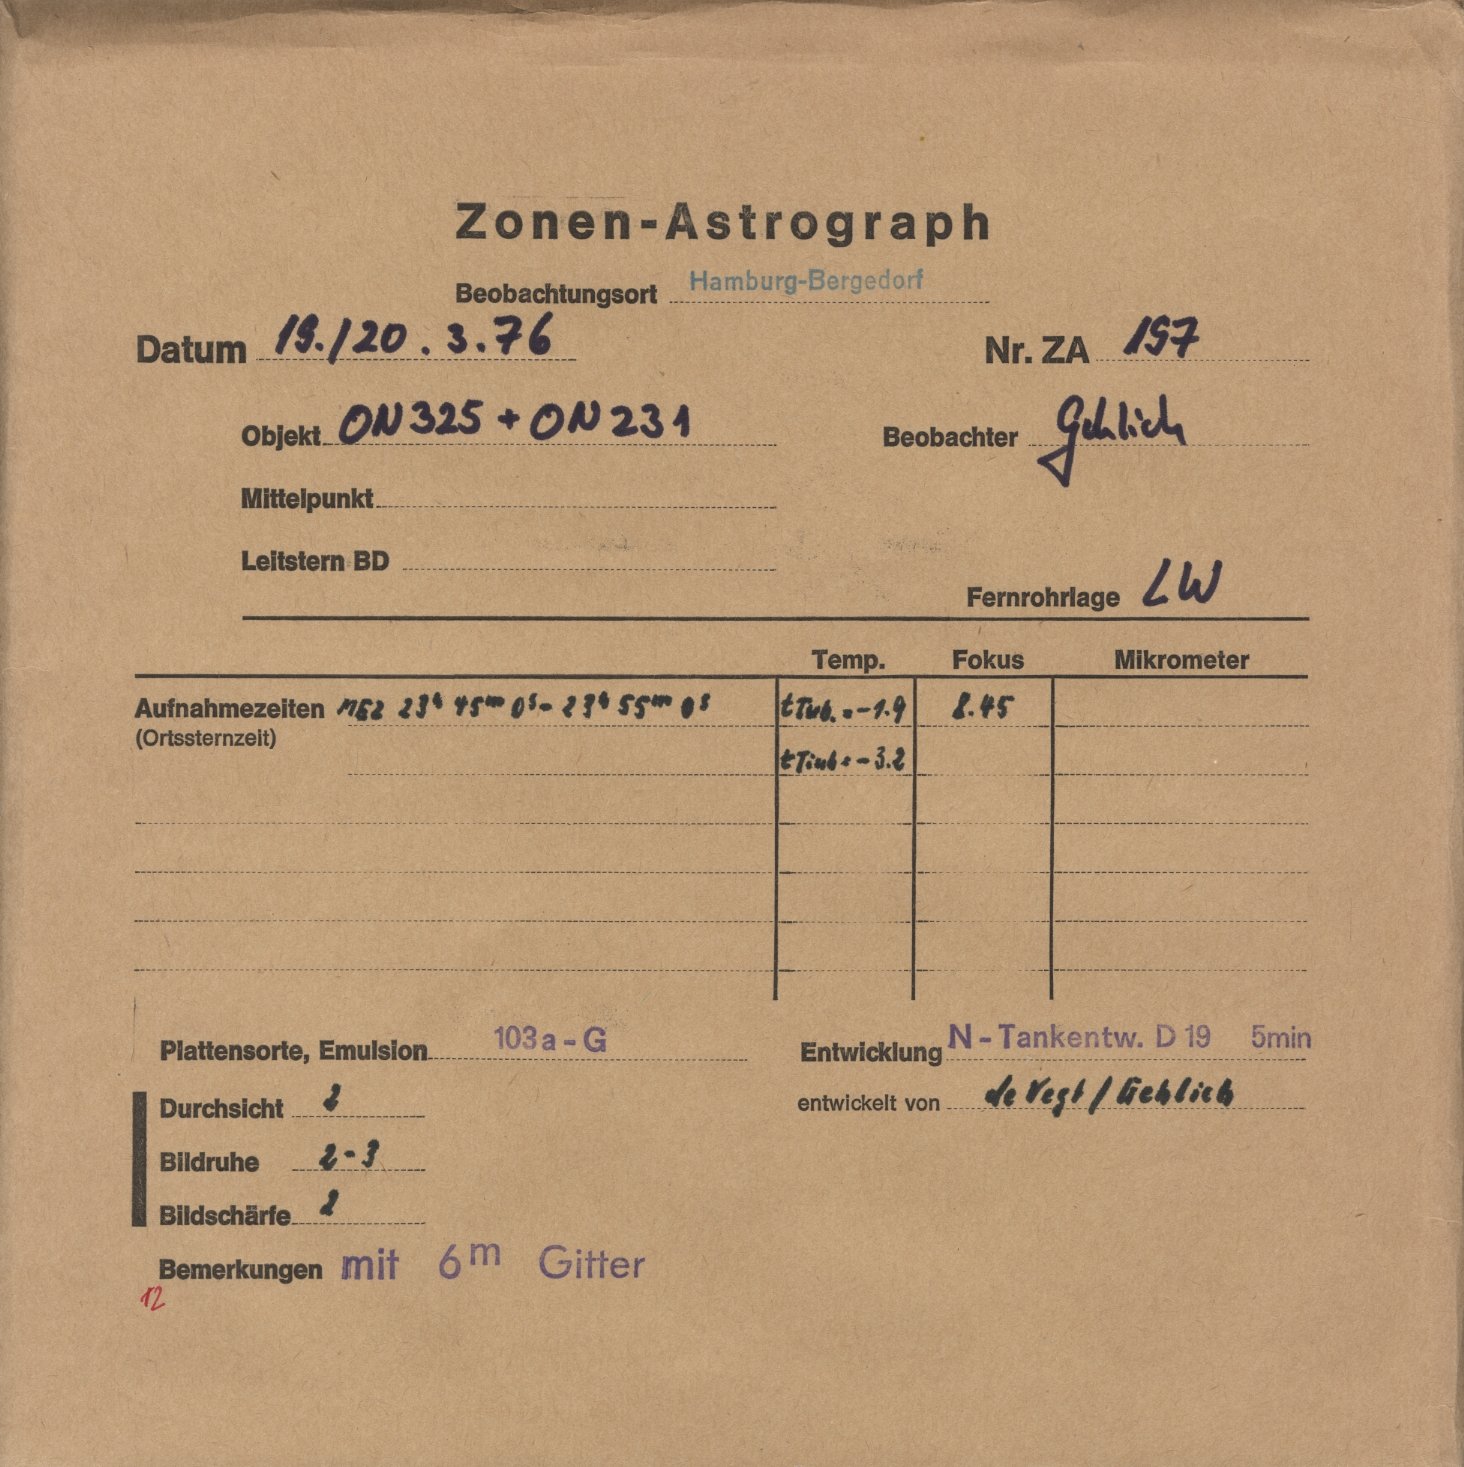 Zonen-Astrograph
Beobachtungsort Hamburg-Bergedorf
Datum 19./20.3.76 Nr. ZA 197
Objekt ON 325 + ON 231 Beobachter Gehlich
Mittelpunkt
Leitstern BD
Fernrohrlage LW
Temp. Fokus Mikrometer
Aufnahmezeiten MEZ 23h 45m 0s - 23h 55m 0s tTub. = -1.9 8.45
(Ortssternzeit)
= -3.2
Plattensorte, Emulsion 103a-G Entwicklung N-Tankentw. D 19 5min
Durchsicht 2 entwickelt von de Vegt / Gehlich
Bildruhe 2-3
Bildschärfe 2
Bemerkungen mit 6m Gitter
12